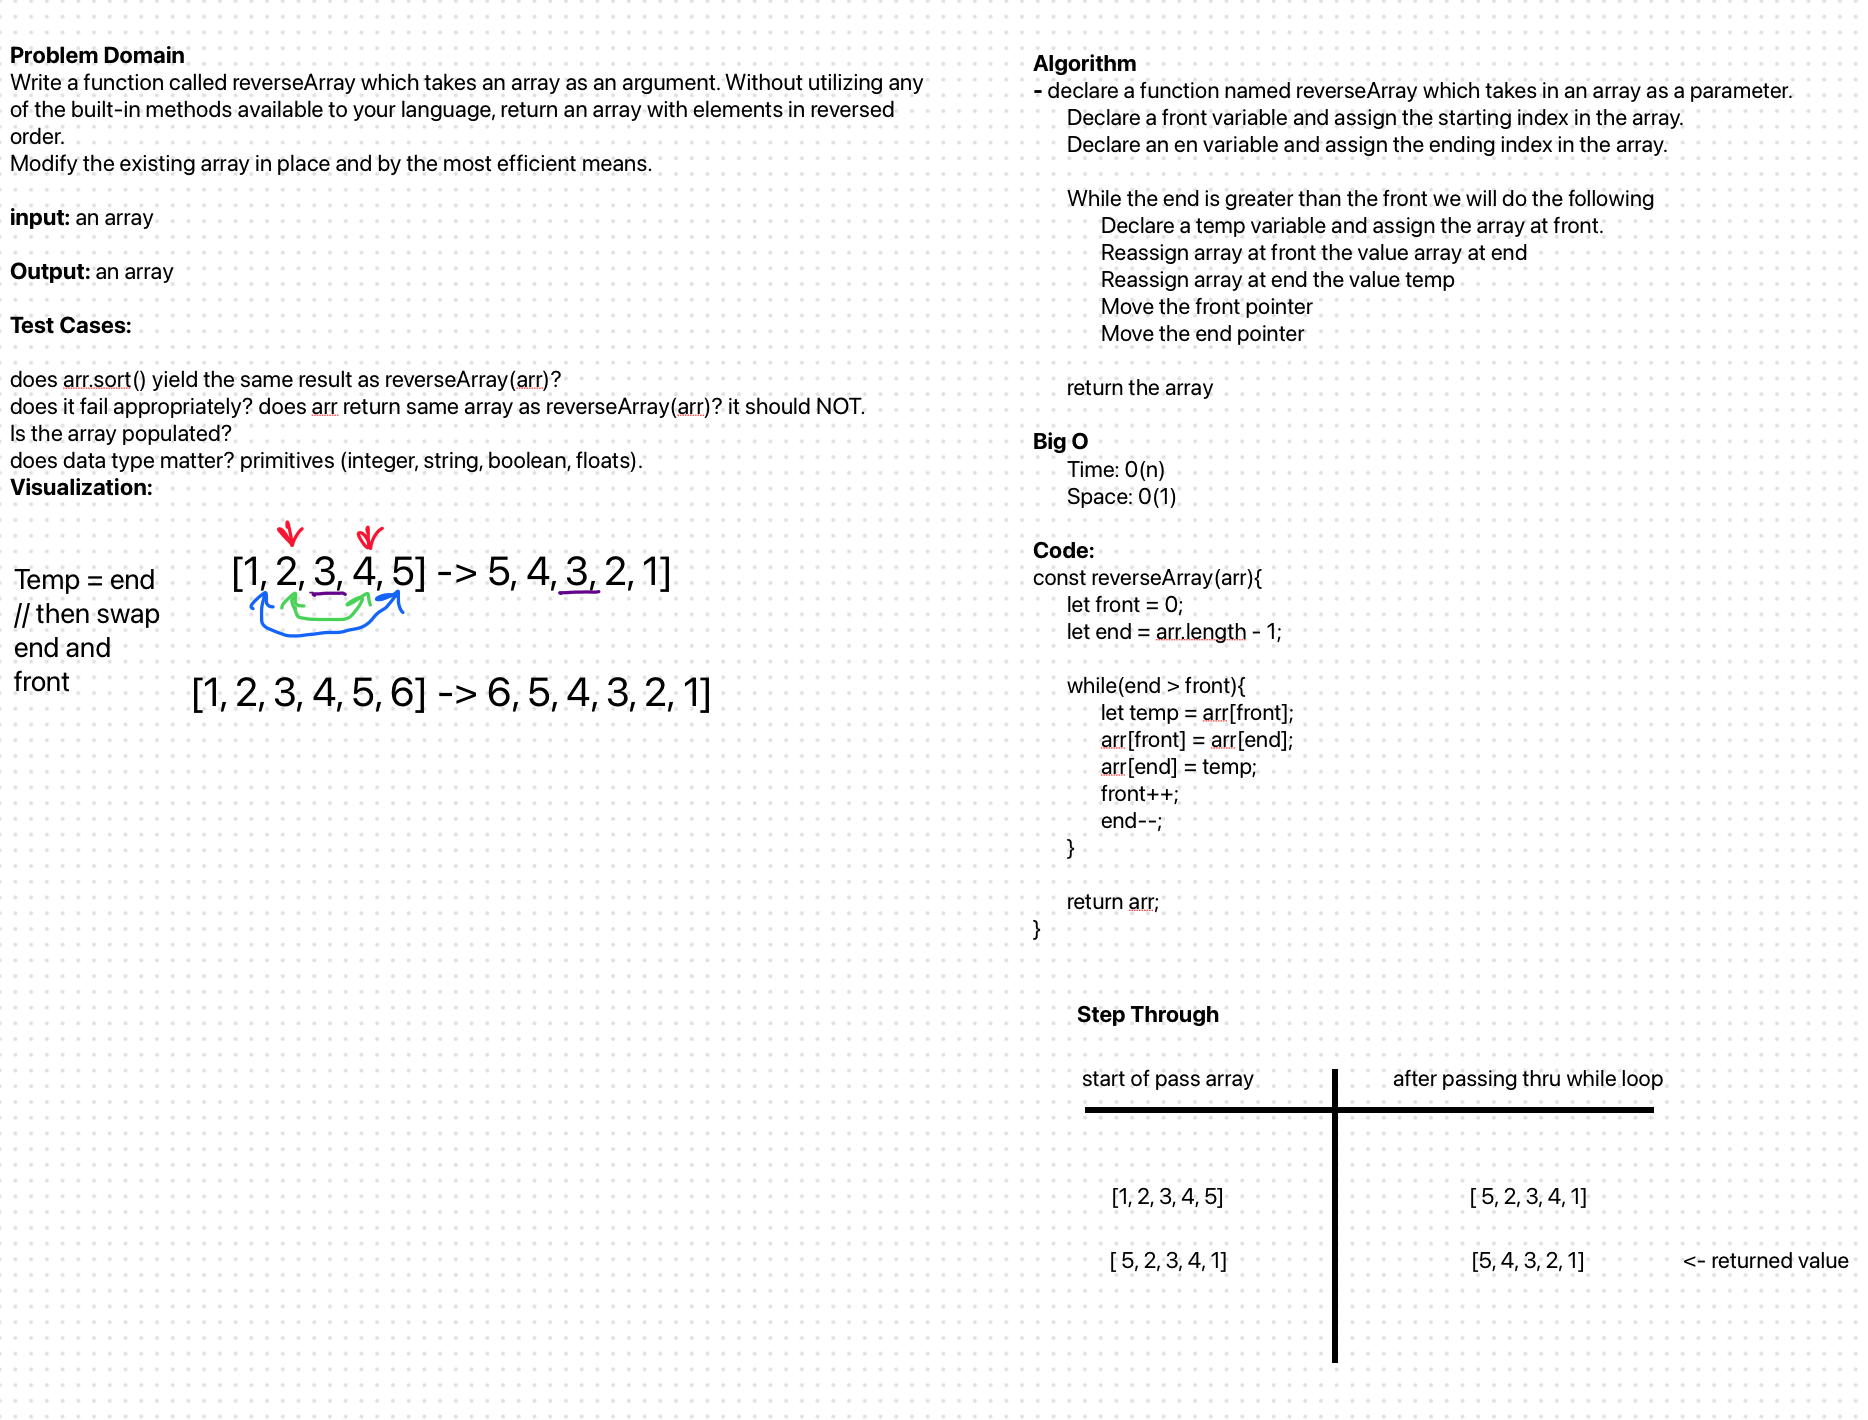 Problem Domain
Write a function called reverseArray which takes an array as an argument. Without utilizing any
of the built-in methods available to your language, return an array with elements in reversed
order.
Modify the existing array in place and by the most efficient means.
input: an array
Output: an array
Test Cases:
does arr.sort() yield the same result as reverseArray(arr)?
does it fail appropriately? does arr return same array as reverseArray(arr)? it should NOT.
Is the array populated?
does data type matter? primitives (integer, string, boolean, floats).
Visualization:
Temp = end
// then swap
end and
front
[1, 2, 3, 4, 5] -> 5, 4, 3, 2, 1]
[1, 2, 3, 4, 5, 6] -> 6, 5, 4, 3, 2, 1]
Algorithm
- declare a function named reverseArray which takes in an array as a parameter.
Declare a front variable and assign the starting index in the array.
Declare an en variable and assign the ending index in the array.
While the end is greater than the front we will do the following
Declare a temp variable and assign the array at front.
Reassign array at front the value array at end
Reassign array at end the value temp
Move the front pointer
Move the end pointer
return the array
Big O
Time: 0(n)
Space: 0(1)
Code:
const reverseArray(arr){
let front = 0;
let end = arr.length - 1;
while(end > front){
let temp = arr[front];
arr[front] = arr[end];
arr[end] = temp;
front++;
end--;
}
return arr;
}
Step Through
start of pass array
after passing thru while loop
[1, 2, 3, 4, 5]
[ 5, 2, 3, 4, 1]
[ 5, 2, 3, 4, 1]
[5, 4, 3, 2, 1]
<- returned value